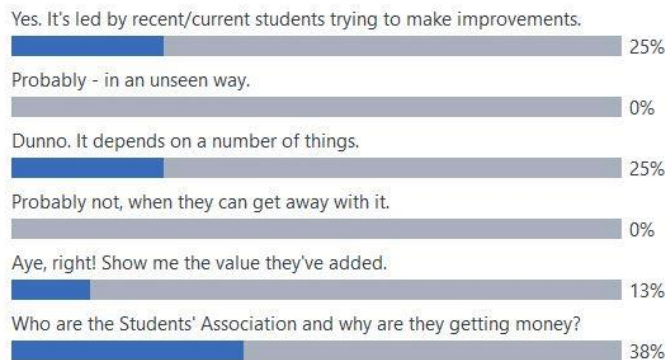 Yes. It's led by recent/current students trying to make improvements.
25%
Probably - in an unseen way.
0%
Dunno. It depends on a number of things.
25%
Probably not, when they can get away with it.
0%
Aye, right! Show me the value they've added.
13%
Who are the Students' Association and why are they getting money?
38%